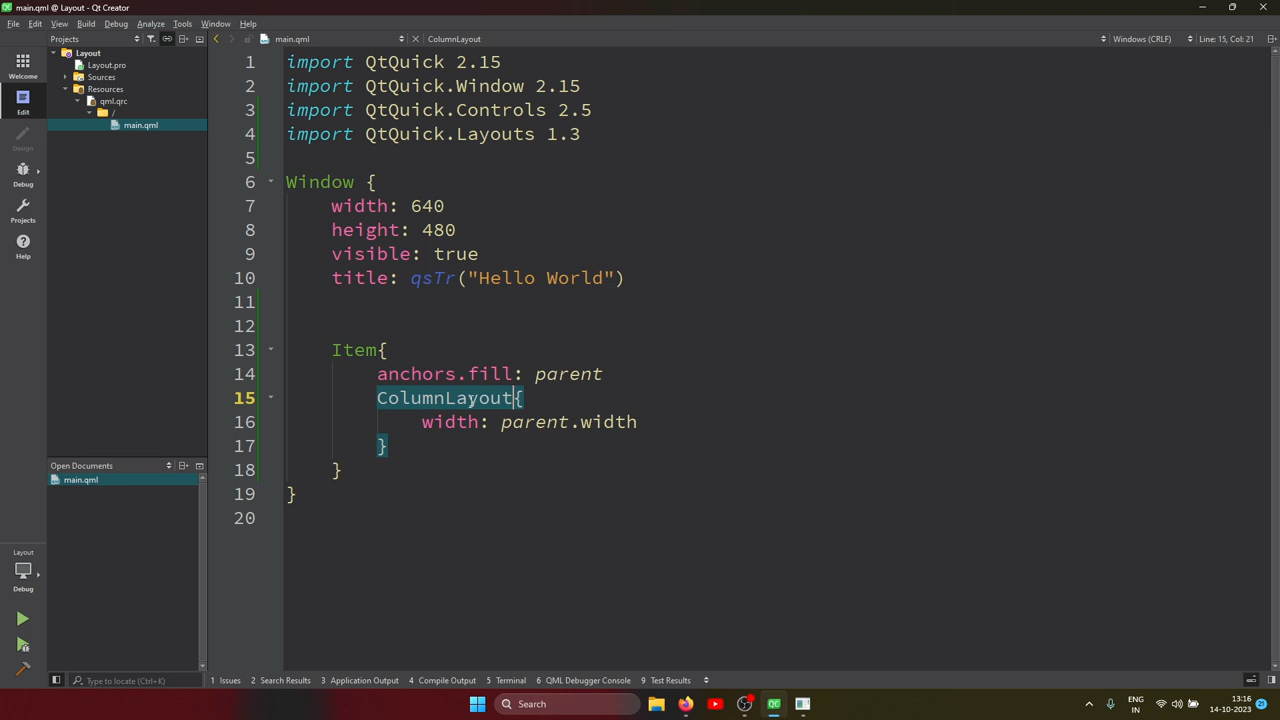 main.qml @ Layout - Qt Creator
File Edit View Build Debug Analyze Tools Window Help
Projects
main.qml
ColumnLayout
Windows (CRLF)
Line: 15, Col: 21
Welcome
Edit
Design
Debug
Projects
Help
Layout
Layout.pro
Sources
Resources
qml.qrc
/
main.qml
Open Documents
main.qml
1 import QtQuick 2.15
2 import QtQuick.Window 2.15
3 import QtQuick.Controls 2.5
4 import QtQuick.Layouts 1.3
5
6 Window {
7 width: 640
8 height: 480
9 visible: true
10 title: qsTr("Hello World")
11
12
13 Item{
14 anchors.fill: parent
15 ColumnLayout{
16 width: parent.width
17 }
18 }
19 }
20
Layout
Debug
Type to locate (Ctrl+K)
1 Issues 2 Search Results 3 Application Output 4 Compile Output 5 Terminal 6 QML Debugger Console 9 Test Results
Search
QC
ENG
IN
13:16
14-10-2023
21